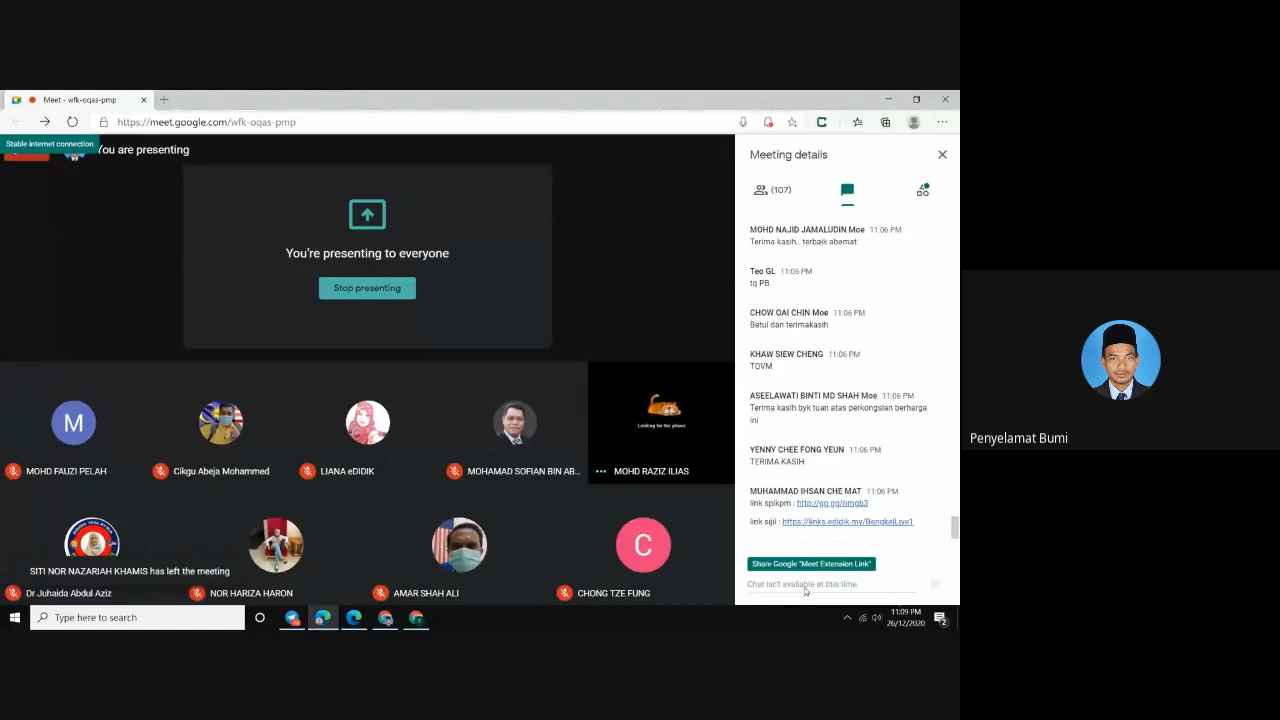 Meet - wfk-oqas-pmp
https://meet.google.com/wfk-oqas-pmp
Stable internet connection
You are presenting
You're presenting to everyone
Stop presenting
M
MOHD FAUZI PELAH
Cikgu Abeja Mohammed
LIANA eDIDIK
MOHAMAD SOFIAN BIN AB...
Looking for the phone
MOHD RAZIZ ILIAS
SITI NOR NAZARIAH KHAMIS has left the meeting
C
Dr Juhaida Abdul Aziz
NOR HARIZA HARON
AMAR SHAH ALI
CHONG TZE FUNG
Meeting details
(107)
MOHD NAJID JAMALUDIN Moe 11:06 PM
Terima kasih.. terbaik abemat
Teo GL 11:06 PM
tq PB
CHOW OAI CHIN Moe 11:06 PM
Betul dan terimakasih
KHAW SIEW CHENG 11:06 PM
TQVM
ASEELAWATI BINTI MD SHAH Moe 11:06 PM
Terima kasih byk tuan atas perkongsian berharga
ini
YENNY CHEE FONG YEUN 11:06 PM
TERIMA KASIH
MUHAMMAD IHSAN CHE MAT 11:06 PM
link splkpm : http://gg.gg/nmgb3
link sijil : https://links.edidik.my/BengkelLive1
Share Google "Meet Extension Link"
Chat isn't available at this time
Type here to search
11:09 PM
26/12/2020
2
Penyelamat Bumi